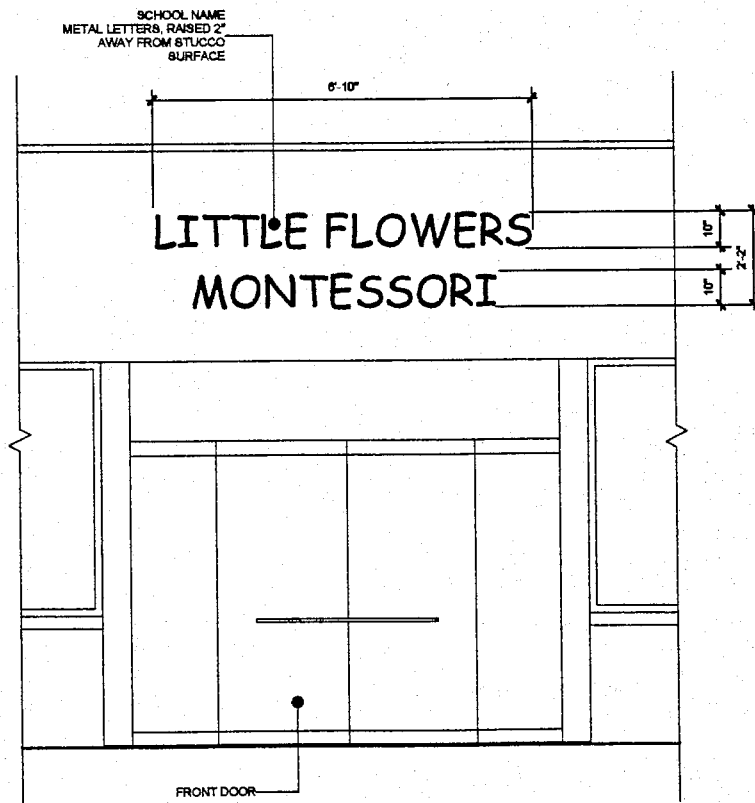 SCHOOL NAME
METAL LETTERS, RAISED 2"
AWAY FROM STUCCO
SURFACE
8'-10"
LITTLE FLOWERS
MONTESSORI
10"
10"
2'-2"
FRONT DOOR